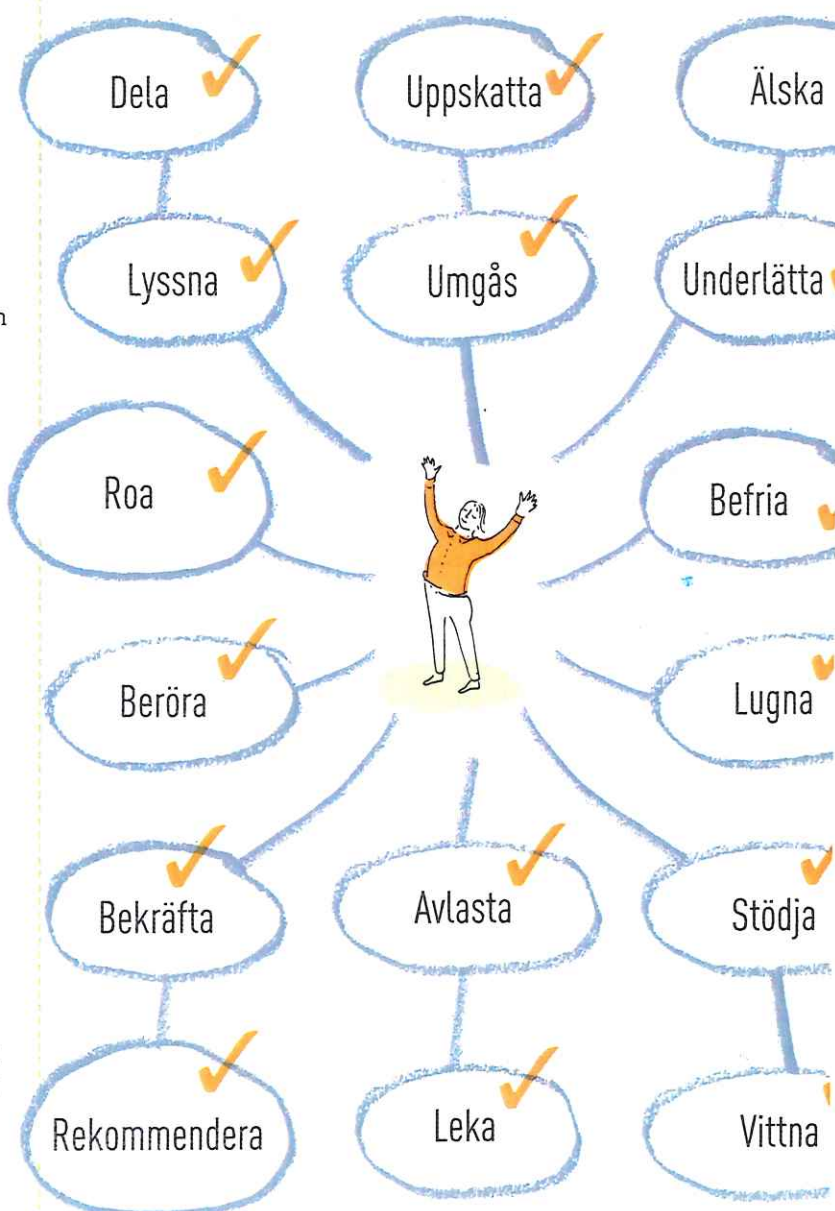 Dela
Uppskatta
Älska
Lyssna
Umgås
Underlätta
n
Roa
Befria
Beröra
Lugna
Bekräfta
Avlasta
Stödja
Rekommendera
Leka
Vittna